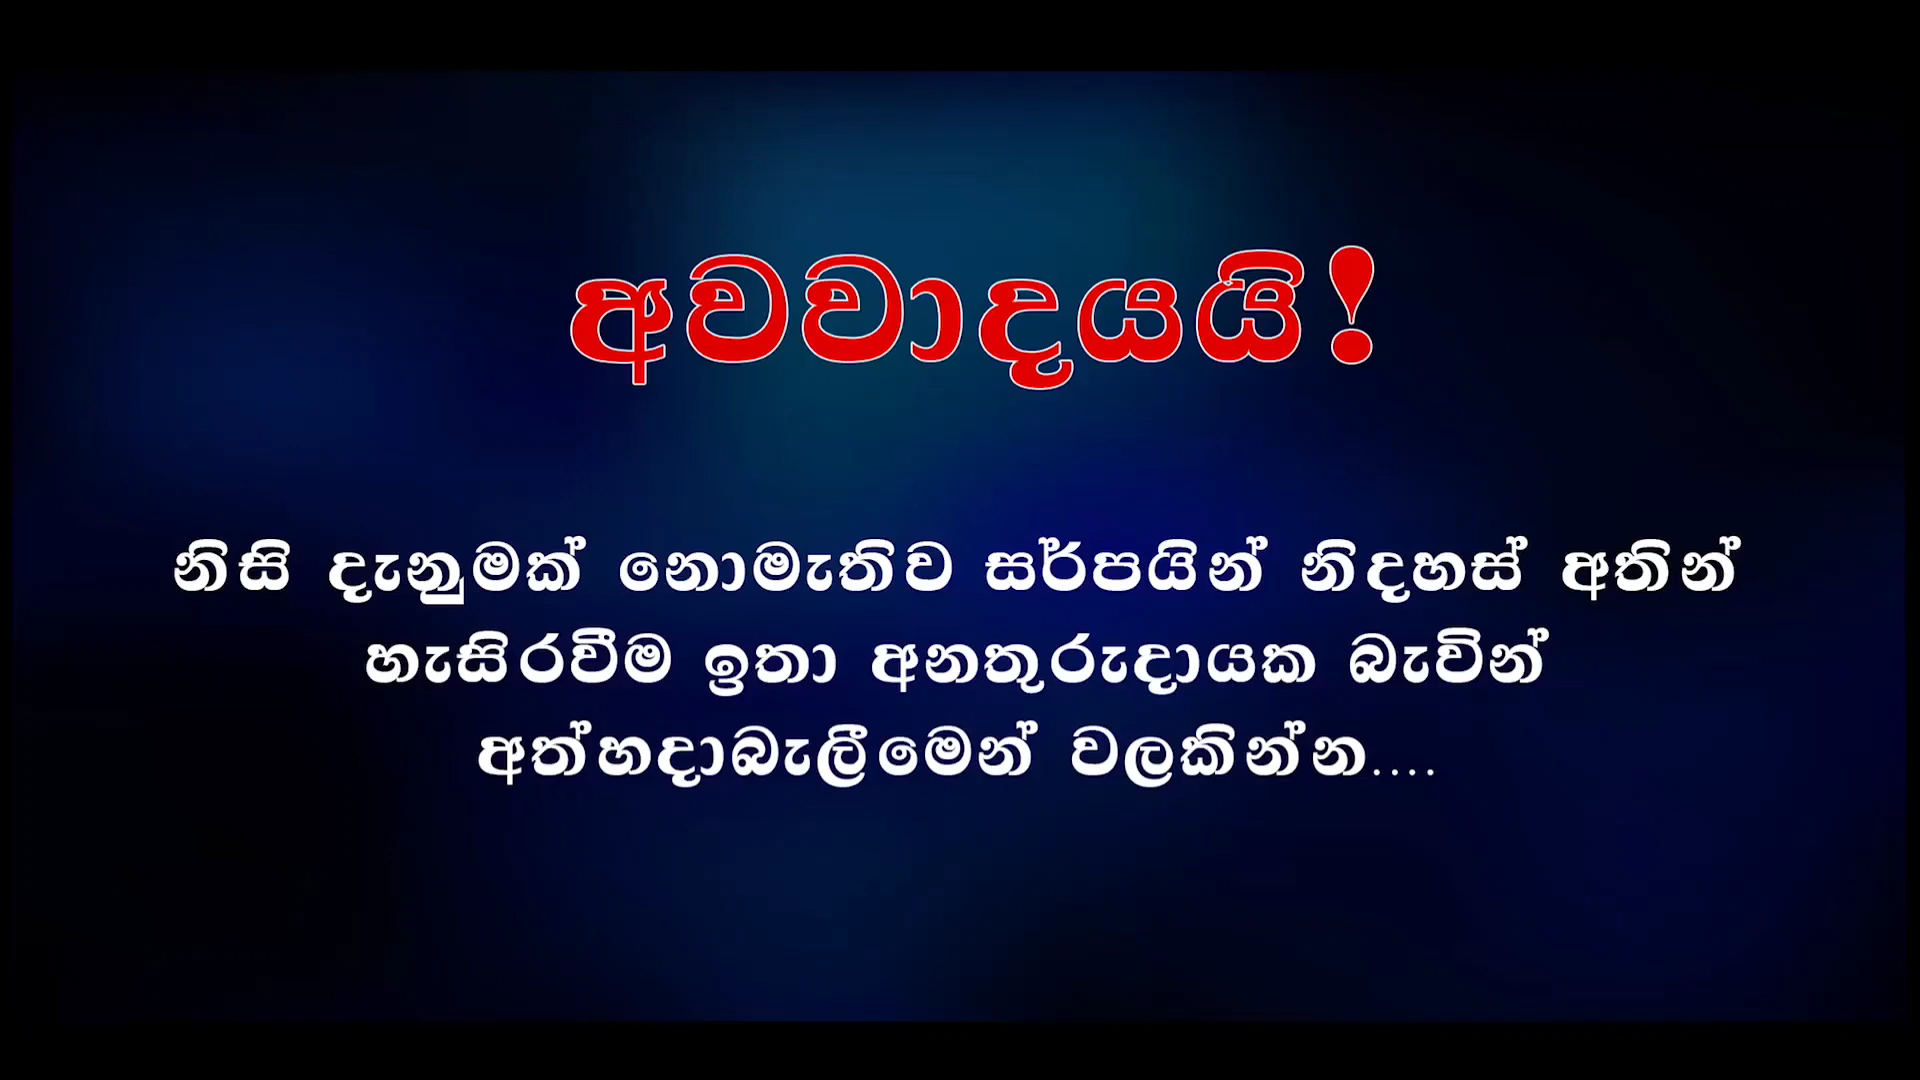 අවවාදයයි!
නිසි දැනුමක් නොමැතිව සර්පයින් නිදහස් අතින්
හැසිරවීම ඉතා අනතුරුදායක බැවින්
අත්හදාබැලීමෙන් වලකින්න....